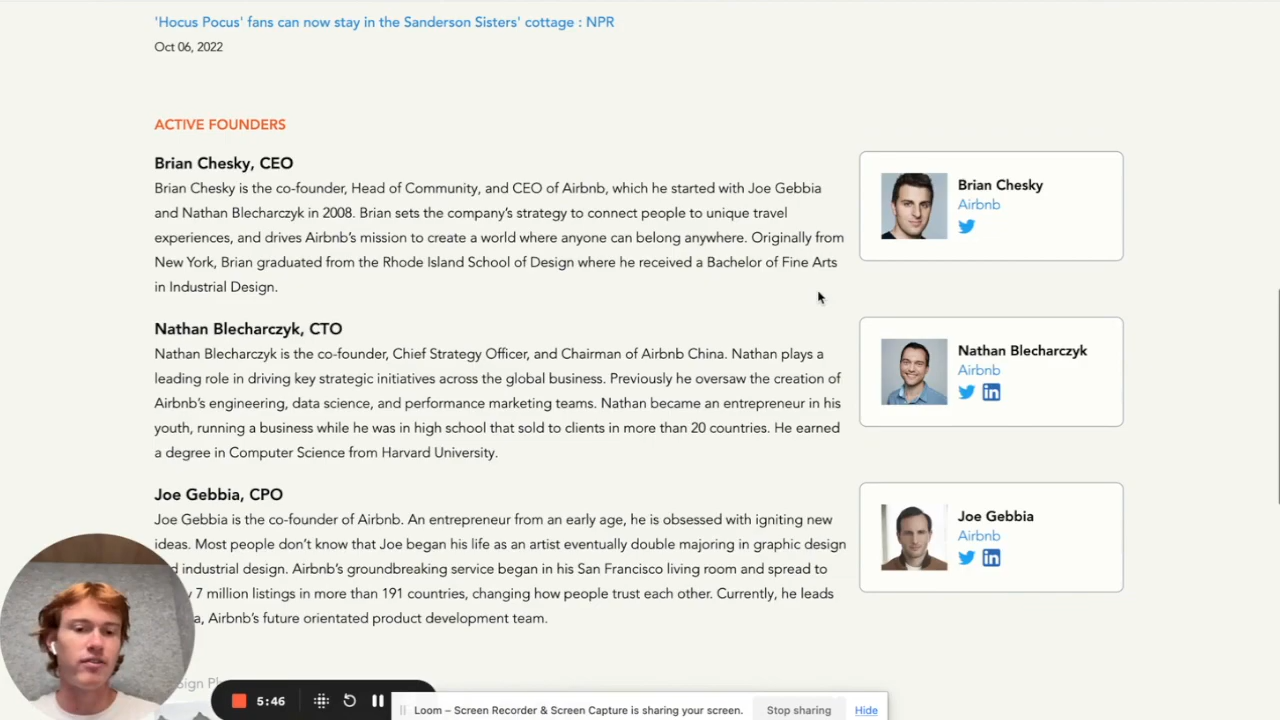 'Hocus Pocus' fans can now stay in the Sanderson Sisters' cottage : NPR
Oct 06, 2022
ACTIVE FOUNDERS
Brian Chesky, CEO
Brian Chesky is the co-founder, Head of Community, and CEO of Airbnb, which he started with Joe Gebbia
and Nathan Blecharczyk in 2008. Brian sets the company's strategy to connect people to unique travel
experiences, and drives Airbnb's mission to create a world where anyone can belong anywhere. Originally from
New York, Brian graduated from the Rhode Island School of Design where he received a Bachelor of Fine Arts
in Industrial Design.
Brian Chesky
Airbnb
Nathan Blecharczyk, CTO
Nathan Blecharczyk is the co-founder, Chief Strategy Officer, and Chairman of Airbnb China. Nathan plays a
leading role in driving key strategic initiatives across the global business. Previously he oversaw the creation of
Airbnb's engineering, data science, and performance marketing teams. Nathan became an entrepreneur in his
youth, running a business while he was in high school that sold to clients in more than 20 countries. He earned
a degree in Computer Science from Harvard University.
Nathan Blecharczyk
Airbnb
in
Joe Gebbia, CPO
Joe Gebbia is the co-founder of Airbnb. An entrepreneur from an early age, he is obsessed with igniting new
ideas. Most people don't know that Joe began his life as an artist eventually double majoring in graphic design
industrial design. Airbnb's groundbreaking service began in his San Francisco living room and spread to
7 million listings in more than 191 countries, changing how people trust each other. Currently, he leads
Airbnb's future orientated product development team.
Joe Gebbia
Airbnb
in
5:46
Loom – Screen Recorder & Screen Capture is sharing your screen.
Stop sharing
Hide